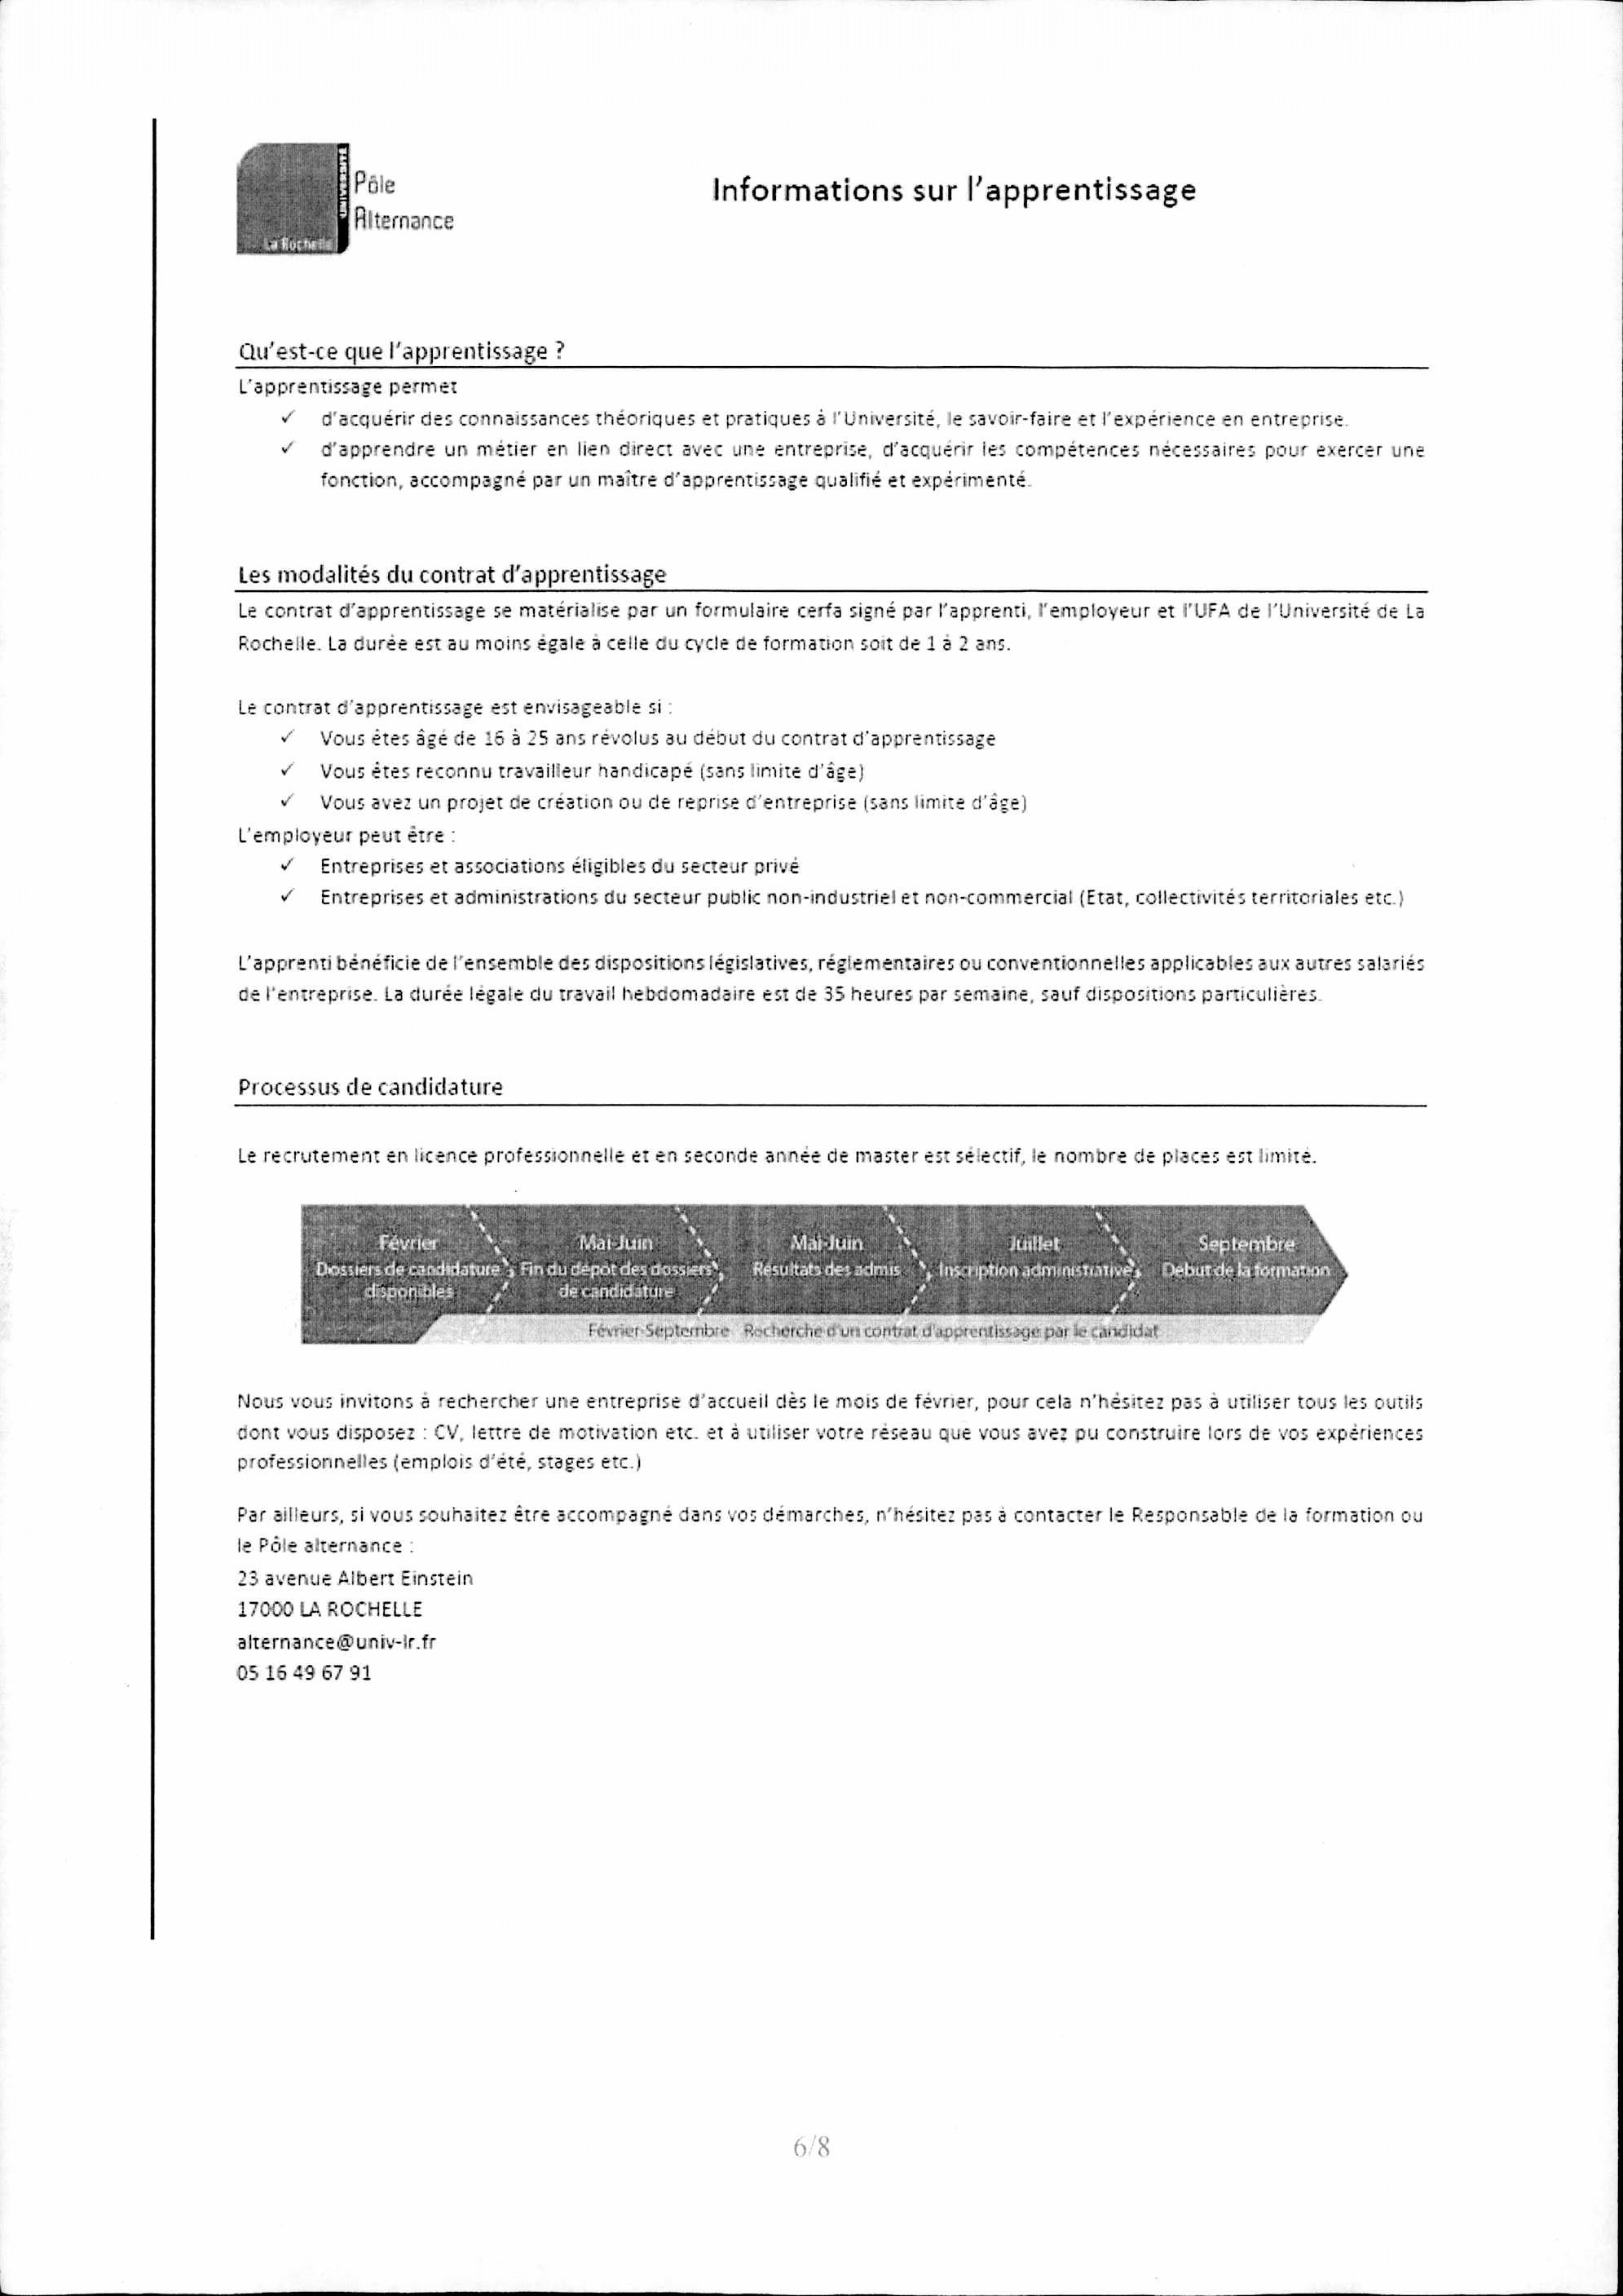 UNIVERSITÉ
La Rochelle
Pôle
Alternance
Informations sur l'apprentissage
Qu'est-ce que l'apprentissage ?
L'apprentissage permet
✓ d'acquérir des connaissances théoriques et pratiques à l'Université, le savoir-faire et l'expérience en entreprise.
✓ d'apprendre un métier en lien direct avec une entreprise, d'acquérir les compétences nécessaires pour exercer une
fonction, accompagné par un maître d'apprentissage qualifié et expérimenté.
Les modalités du contrat d'apprentissage
Le contrat d'apprentissage se matérialise par un formulaire cerfa signé par l'apprenti, l'employeur et l'UFA de l'Université de La
Rochelle. La durée est au moins égale à celle du cycle de formation soit de 1 à 2 ans.
Le contrat d'apprentissage est envisageable si :
✓ Vous êtes âgé de 16 à 25 ans révolus au début du contrat d'apprentissage
✓ Vous êtes reconnu travailleur handicapé (sans limite d'âge)
✓ Vous avez un projet de création ou de reprise d'entreprise (sans limite d'âge)
L'employeur peut être :
✓ Entreprises et associations éligibles du secteur privé
✓ Entreprises et administrations du secteur public non-industriel et non-commercial (Etat, collectivités territoriales etc.)
L'apprenti bénéficie de l'ensemble des dispositions législatives, réglementaires ou conventionnelles applicables aux autres salariés
de l'entreprise. La durée légale du travail hebdomadaire est de 35 heures par semaine, sauf dispositions particulières.
Processus de candidature
Le recrutement en licence professionnelle et en seconde année de master est sélectif, le nombre de places est limité.
Février
Dossiers de candidature
disponibles
Mai-Juin
Fin du dépôt des dossiers
de candidature
Mai-Juin
Résultats des admis
Juillet
Inscription administrative
Septembre
Début de la formation
Février-Septembre Recherche d'un contrat d'apprentissage par le candidat
Nous vous invitons à rechercher une entreprise d'accueil dès le mois de février, pour cela n'hésitez pas à utiliser tous les outils
dont vous disposez : CV, lettre de motivation etc. et à utiliser votre réseau que vous avez pu construire lors de vos expériences
professionnelles (emplois d'été, stages etc.)
Par ailleurs, si vous souhaitez être accompagné dans vos démarches, n'hésitez pas à contacter le Responsable de la formation ou
le Pôle alternance :
23 avenue Albert Einstein
17000 LA ROCHELLE
alternance@univ-lr.fr
05 16 49 67 91
6/8